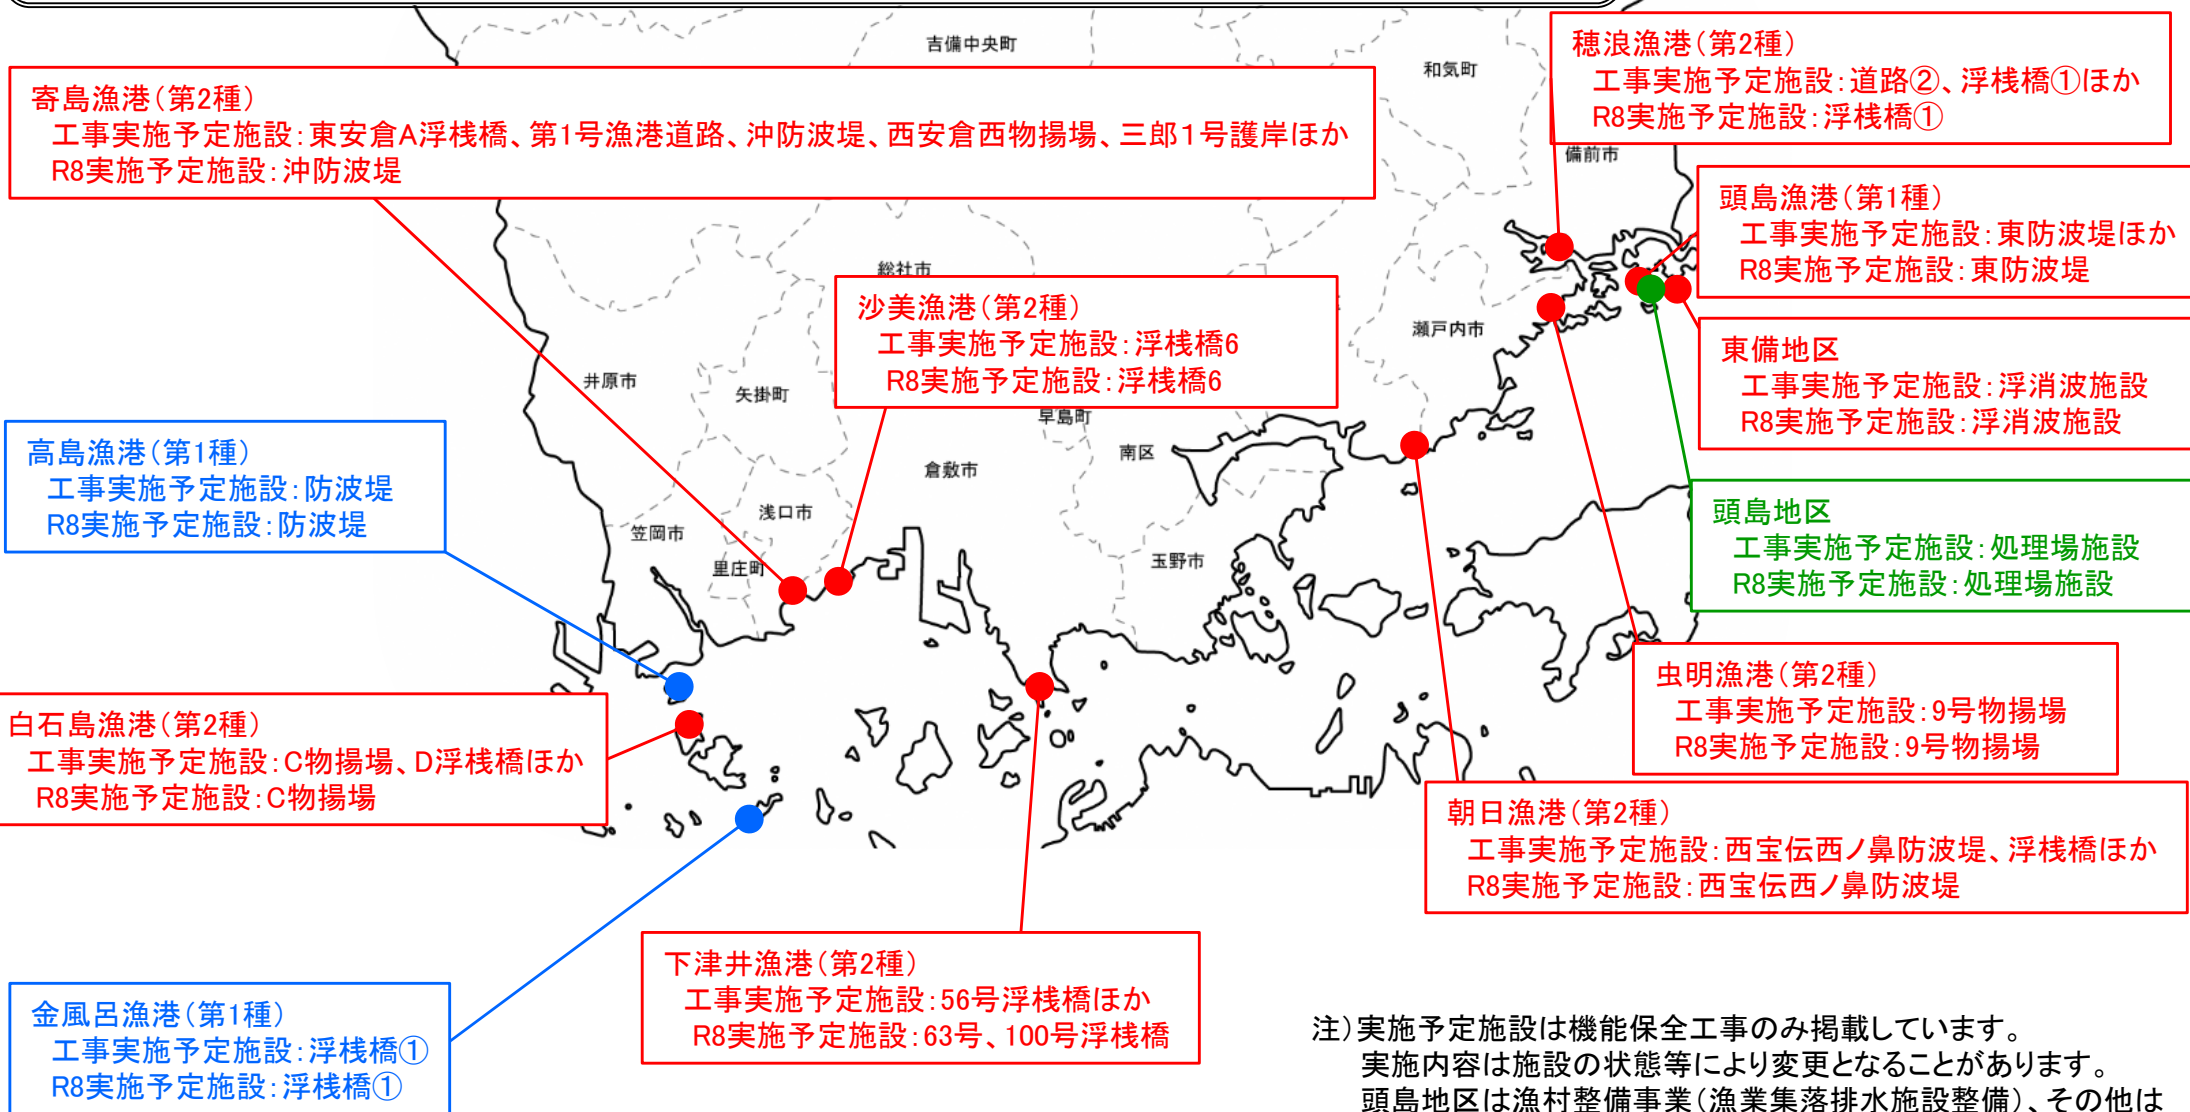 吉備中央町
和気町
穂浪漁港(第2種)
工事実施予定施設:道路②、浮桟橋①ほか
R8実施予定施設:浮桟橋①
寄島漁港(第2種)
工事実施予定施設:東安倉A浮桟橋、第1号漁港道路、沖防波堤、西安倉西物揚場、三郎1号護岸ほか
R8実施予定施設:沖防波堤
備前市
頭島漁港(第1種)
工事実施予定施設:東防波堤ほか
R8実施予定施設:東防波堤
総社市
沙美漁港(第2種)
工事実施予定施設:浮桟橋6
R8実施予定施設:浮桟橋6
瀬戸内市
東備地区
工事実施予定施設:浮消波施設
R8実施予定施設:浮消波施設
井原市
矢掛町
早島町
南区
倉敷市
高島漁港(第1種)
工事実施予定施設:防波堤
R8実施予定施設:防波堤
浅口市
笠岡市
里庄町
玉野市
頭島地区
工事実施予定施設:処理場施設
R8実施予定施設:処理場施設
虫明漁港(第2種)
工事実施予定施設:9号物揚場
R8実施予定施設:9号物揚場
白石島漁港(第2種)
工事実施予定施設:C物揚場、D浮桟橋ほか
R8実施予定施設:C物揚場
朝日漁港(第2種)
工事実施予定施設:西宝伝西ノ鼻防波堤、浮桟橋ほか
R8実施予定施設:西宝伝西ノ鼻防波堤
下津井漁港(第2種)
工事実施予定施設:56号浮桟橋ほか
R8実施予定施設:63号、100号浮桟橋
金風呂漁港(第1種)
工事実施予定施設:浮桟橋①
R8実施予定施設:浮桟橋①
注)実施予定施設は機能保全工事のみ掲載しています。
実施内容は施設の状態等により変更となることがあります。
頭島地区は漁村整備事業(漁業集落排水施設整備)、その他は